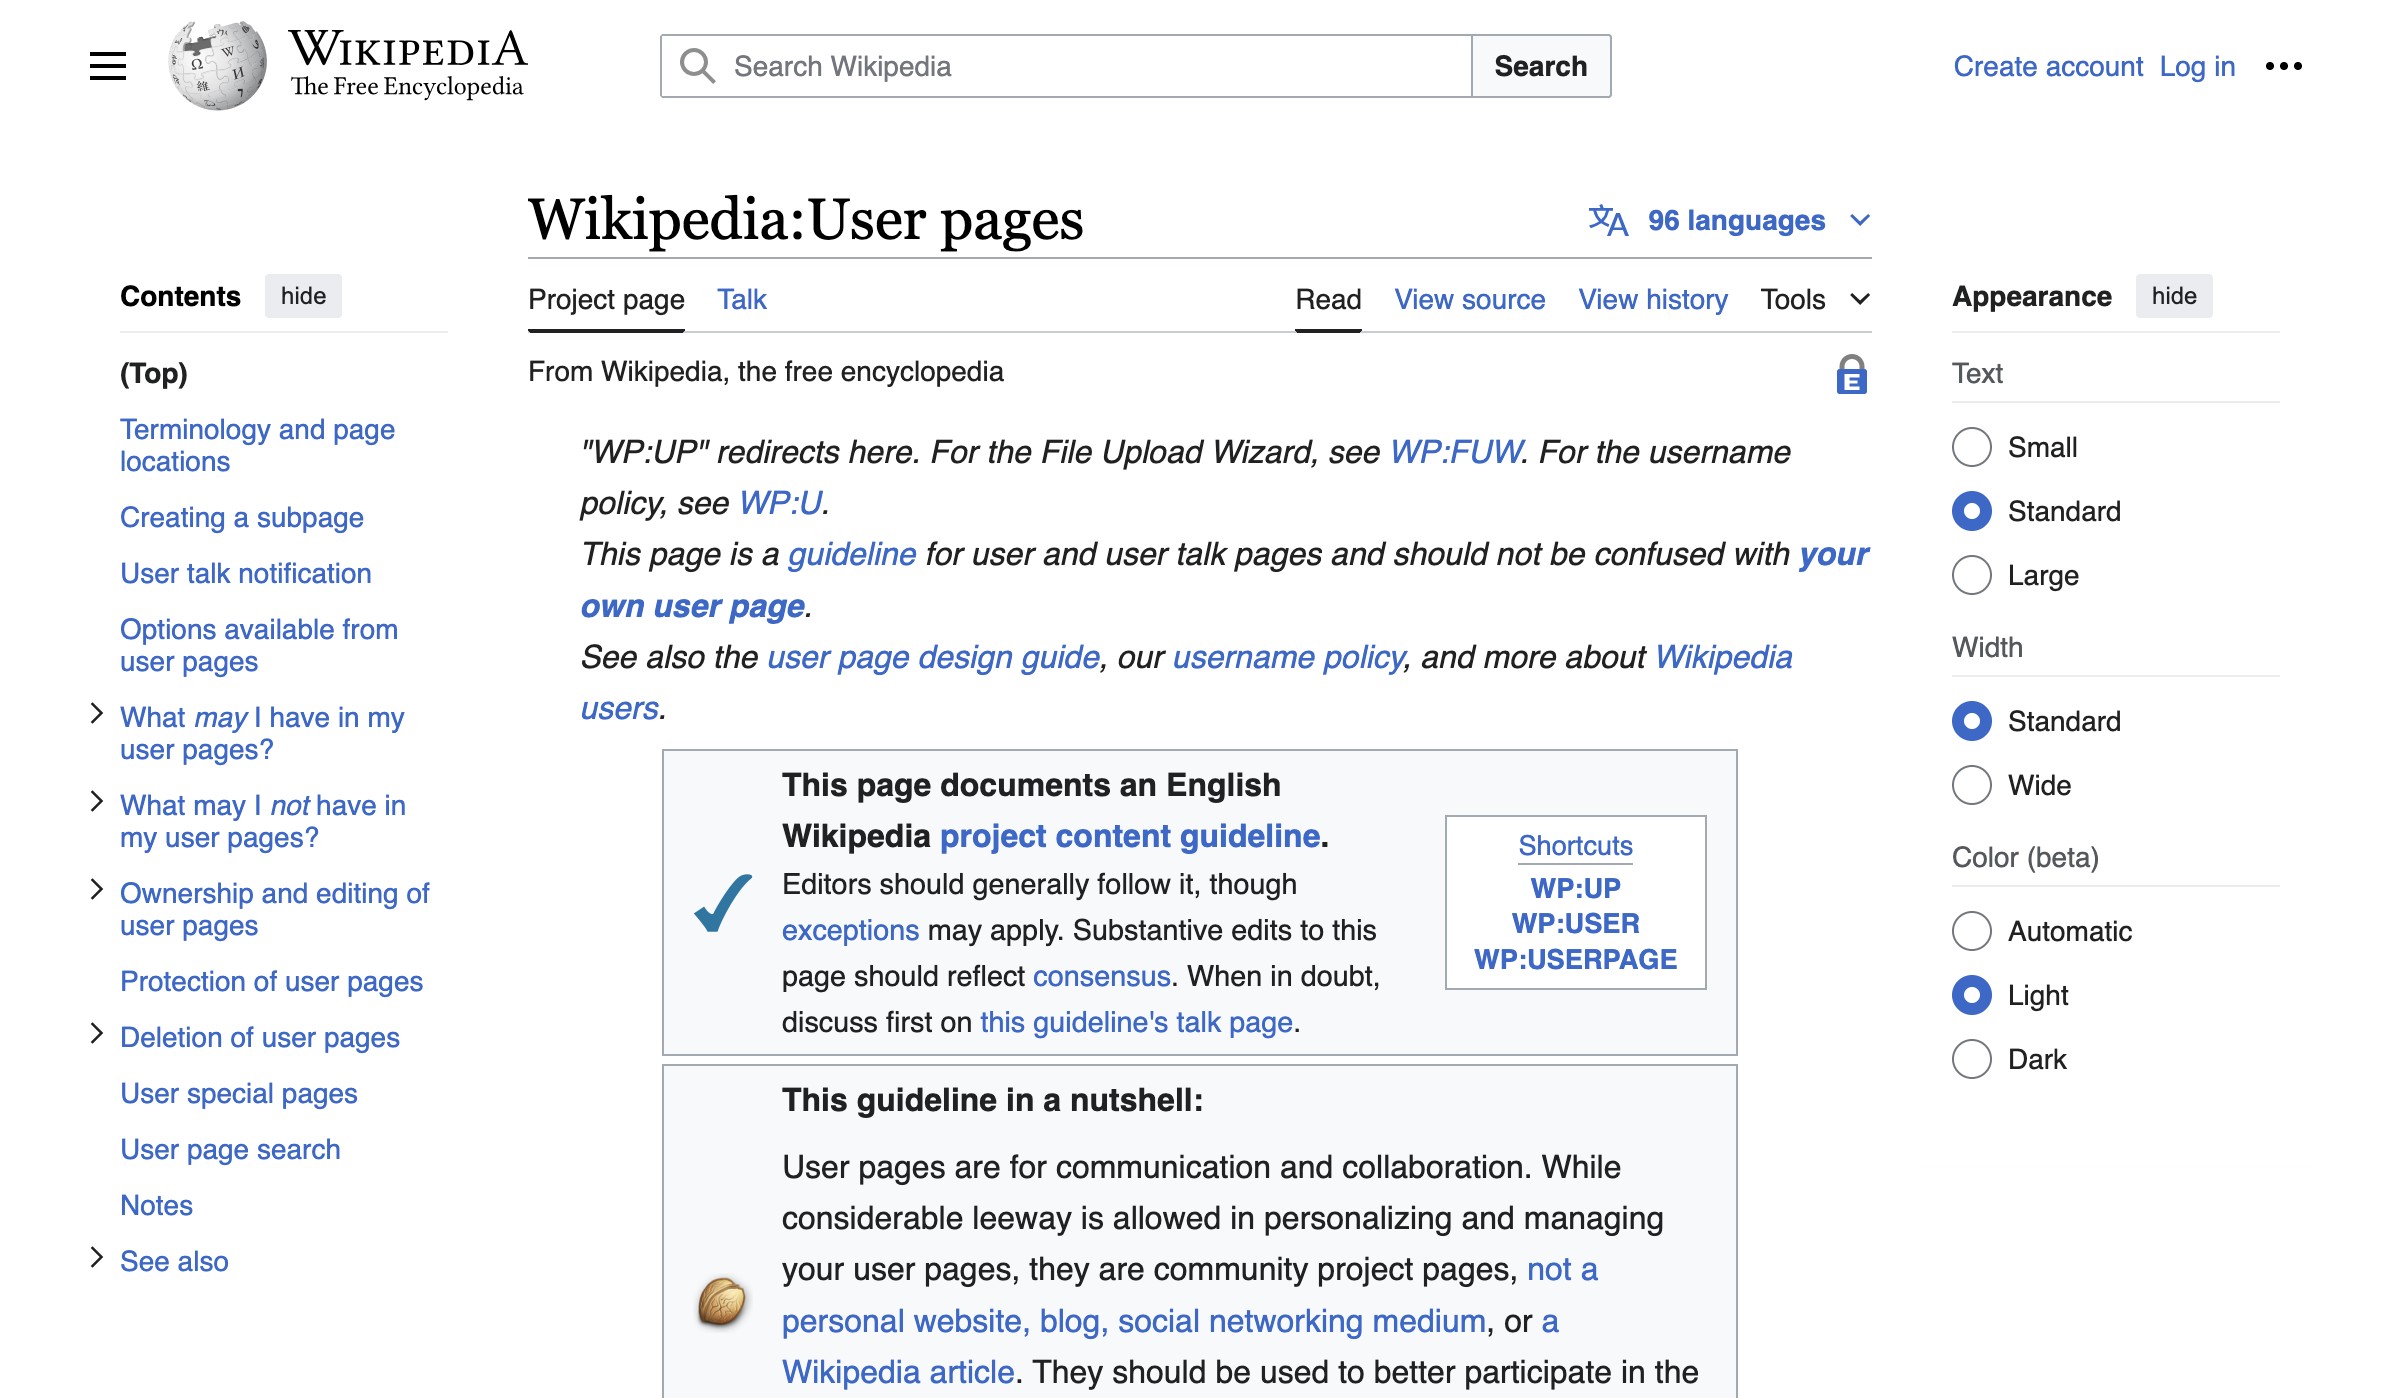 WIKIPEDIA
The Free Encyclopedia
Search Wikipedia
Search
Create account Log in
Wikipedia:User pages
96 languages
Contents hide
(Top)
Terminology and page
locations
Creating a subpage
User talk notification
Options available from
user pages
What may I have in my
user pages?
What may I not have in
my user pages?
Ownership and editing of
user pages
Protection of user pages
Deletion of user pages
User special pages
User page search
Notes
See also
Project page Talk
Read View source View history Tools
From Wikipedia, the free encyclopedia
E
"WP:UP" redirects here. For the File Upload Wizard, see WP:FUW. For the username
policy, see WP:U.
This page is a guideline for user and user talk pages and should not be confused with your
own user page.
See also the user page design guide, our username policy, and more about Wikipedia
users.
This page documents an English
Wikipedia project content guideline.
Editors should generally follow it, though
exceptions may apply. Substantive edits to this
page should reflect consensus. When in doubt,
discuss first on this guideline's talk page.
Shortcuts
WP:UP
WP:USER
WP:USERPAGE
This guideline in a nutshell:
User pages are for communication and collaboration. While
considerable leeway is allowed in personalizing and managing
your user pages, they are community project pages, not a
personal website, blog, social networking medium, or a
Wikipedia article. They should be used to better participate in the
Appearance hide
Text
Small
Standard
Large
Width
Standard
Wide
Color (beta)
Automatic
Light
Dark